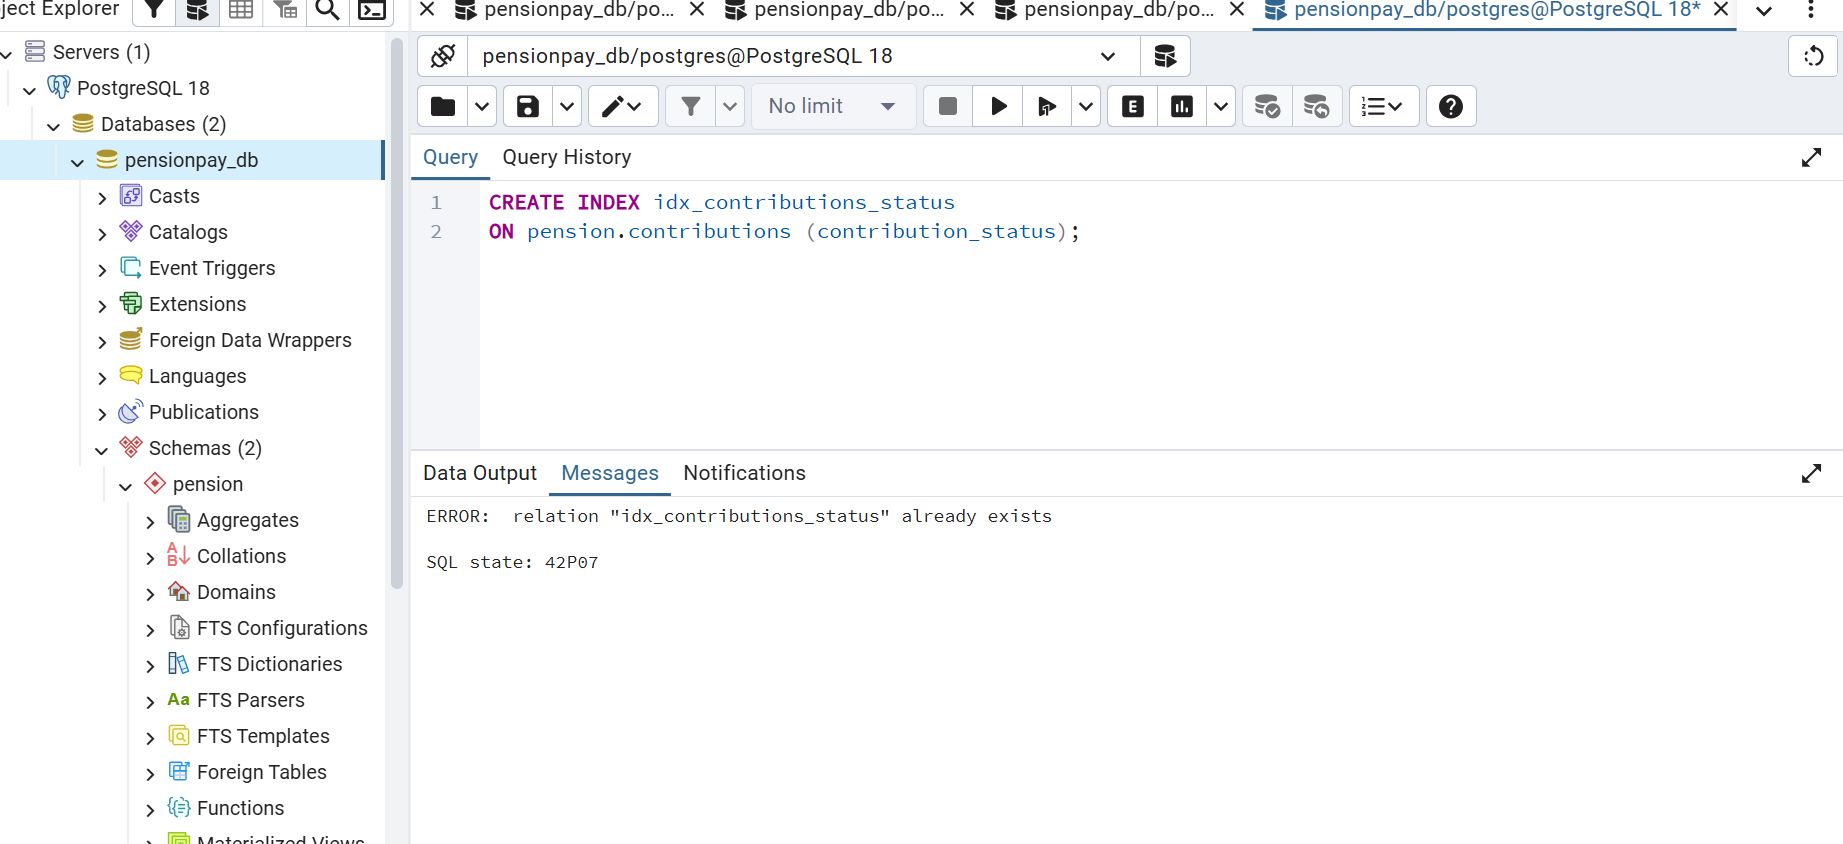 ject Explorer
pensionpay_db/po...
pensionpay_db/po...
pensionpay_db/po...
pensionpay_db/postgres@PostgreSQL 18*
Servers (1)
PostgreSQL 18
Databases (2)
pensionpay_db
Casts
Catalogs
Event Triggers
Extensions
Foreign Data Wrappers
Languages
Publications
Schemas (2)
pension
Aggregates
Collations
Domains
FTS Configurations
FTS Dictionaries
Aa FTS Parsers
FTS Templates
Foreign Tables
Functions
Materialized Views
pensionpay_db/postgres@PostgreSQL 18
No limit
E
Query
Query History
1 CREATE INDEX idx_contributions_status
2 ON pension.contributions (contribution_status);
Data Output
Messages
Notifications
ERROR:  relation "idx_contributions_status" already exists
SQL state: 42P07